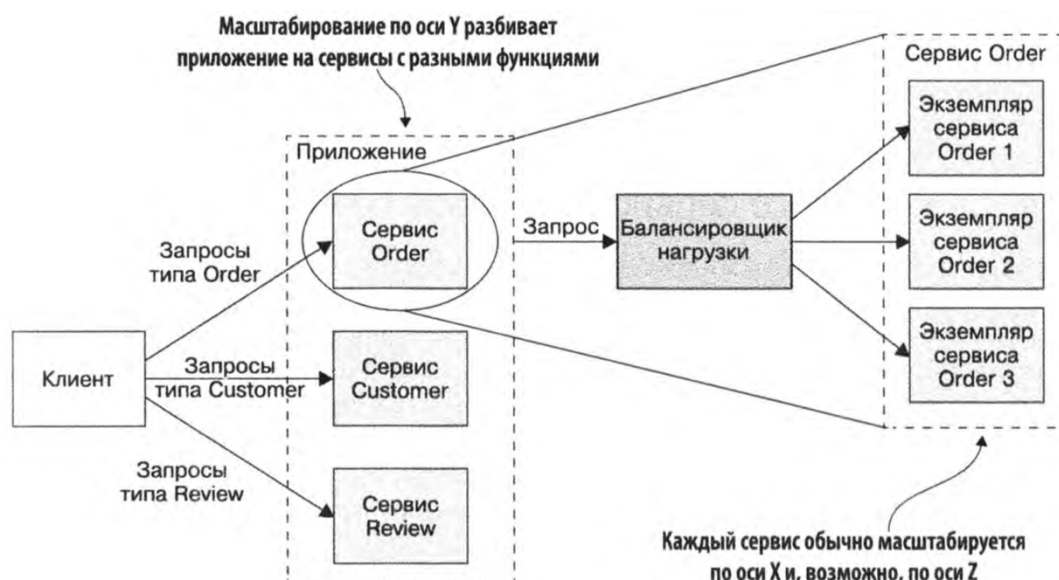 Масштабирование по оси Y разбивает
приложение на сервисы с разными функциями
Приложение
Сервис
Order
Запросы
типа Order
Клиент
Запросы
типа Customer
Сервис
Customer
Запросы
типа Review
Сервис
Review
Запрос
Балансировщик
нагрузки
Сервис Order
Экземпляр
сервиса
Order 1
Экземпляр
сервиса
Order 2
Экземпляр
сервиса
Order 3
Каждый сервис обычно масштабируется
по оси X и, возможно, по оси Z